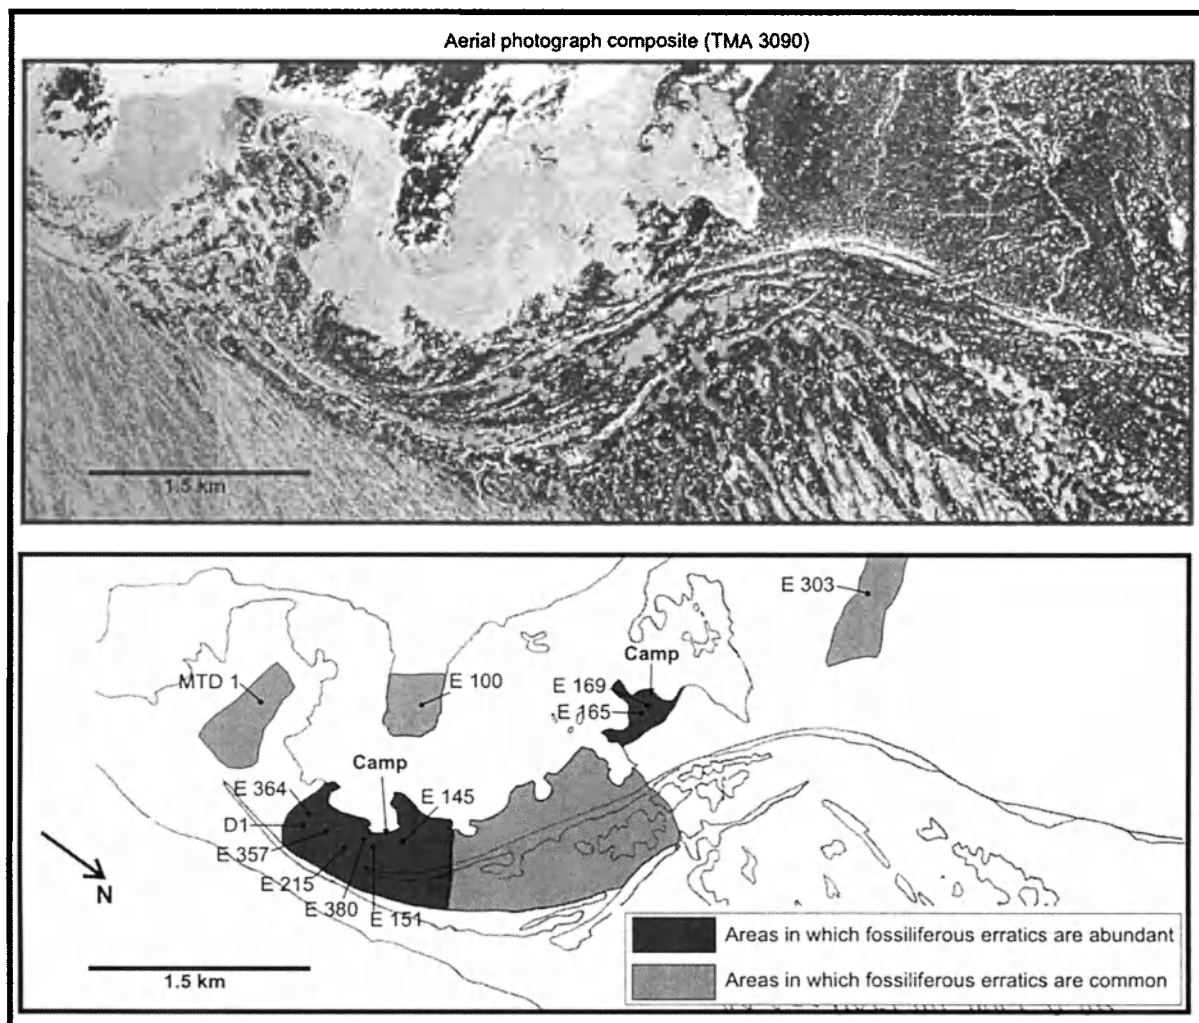 Aerial photograph composite (TMA 3090)
1.5 km
E 303
Camp
MTD 1
E 100
E 169
E 165
Camp
E 364
E 145
D1
E 357
E 215
E 380
E 151
N
Areas in which fossiliferous erratics are abundant
Areas in which fossiliferous erratics are common
1.5 km